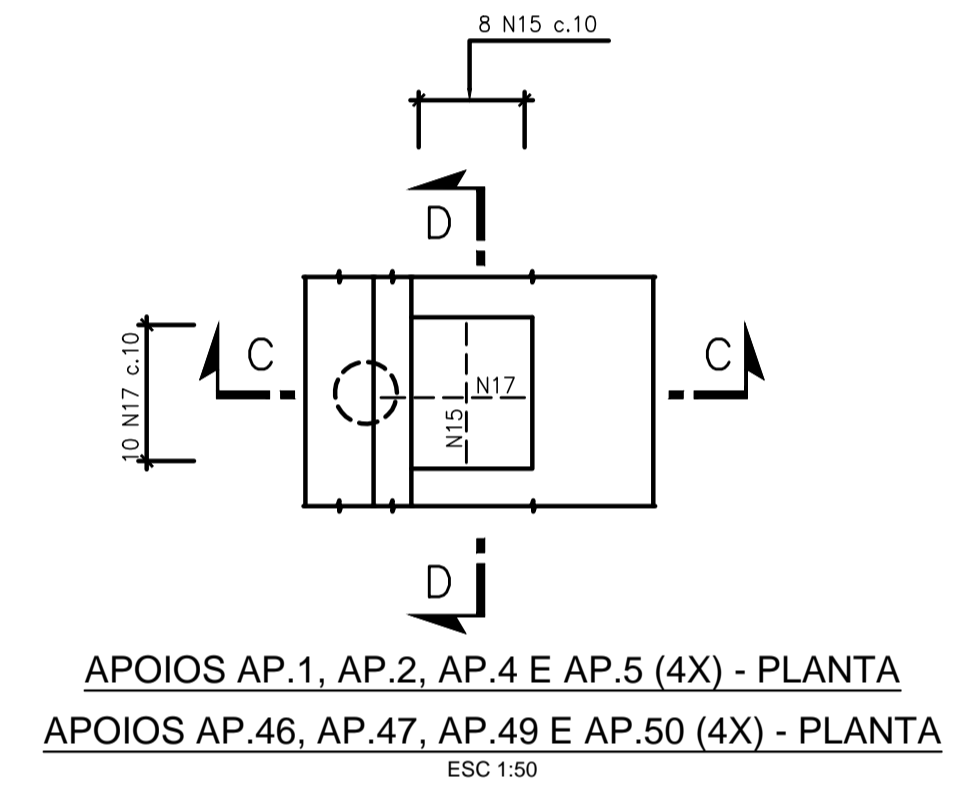 8 N15 c.10
D
C
C
10 N17 c.10
N17
N15
D
APOIOS AP.1, AP.2, AP.4 E AP.5 (4X) - PLANTA
APOIOS AP.46, AP.47, AP.49 E AP.50 (4X) - PLANTA
ESC 1:50